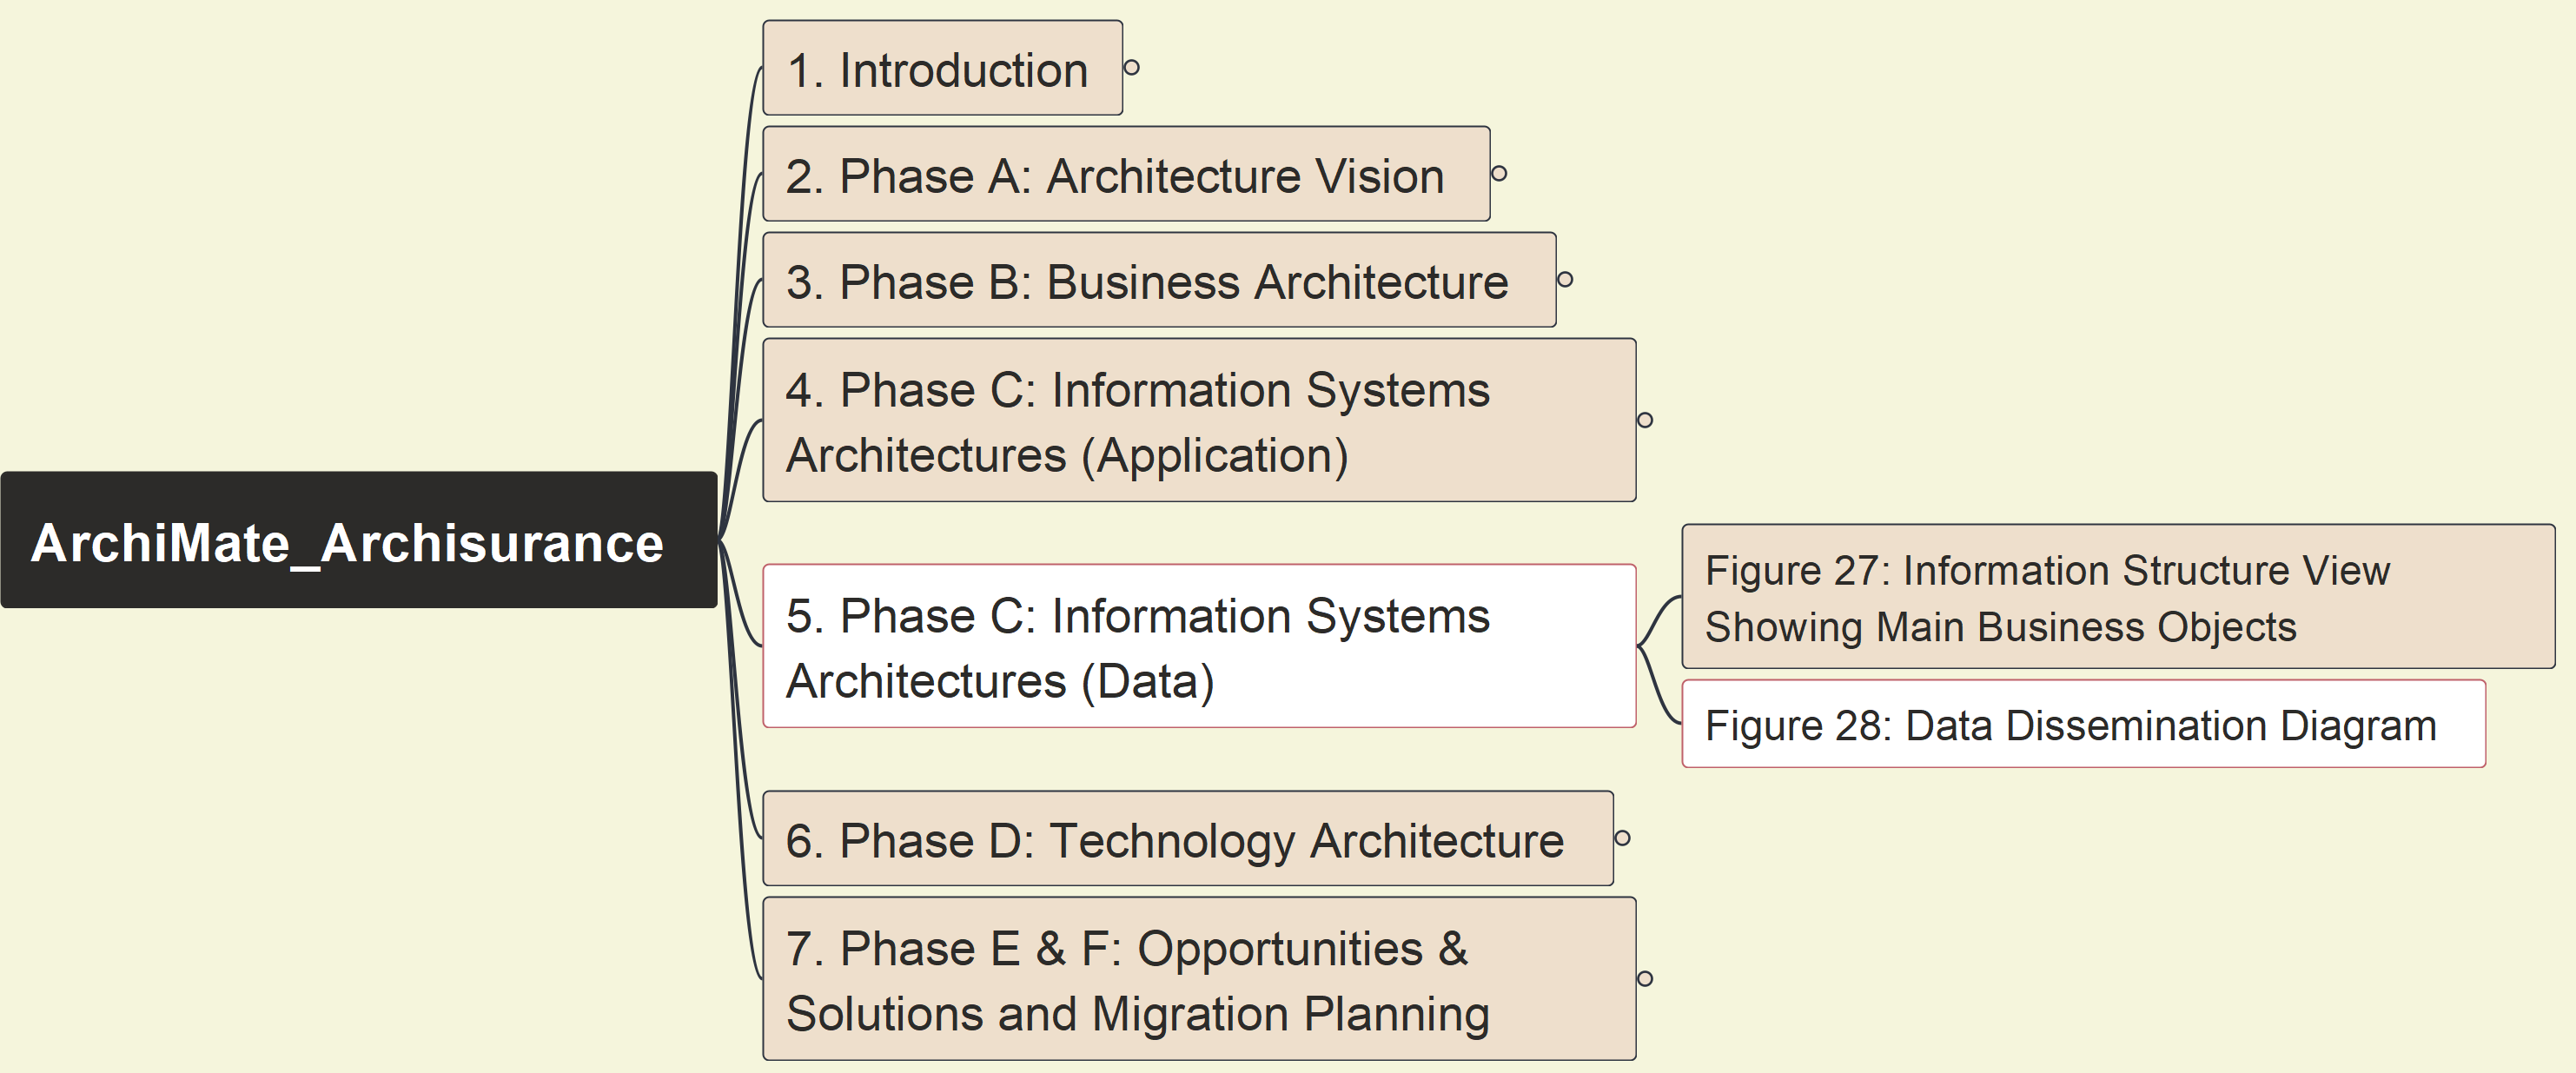 1. Introduction
2. Phase A: Architecture Vision
3. Phase B: Business Architecture
4. Phase C: Information Systems
Architectures (Application)
ArchiMate_Archisurance
5. Phase C: Information Systems
Architectures (Data)
Figure 27: Information Structure View
Showing Main Business Objects
Figure 28: Data Dissemination Diagram
6. Phase D: Technology Architecture
7. Phase E & F: Opportunities &
Solutions and Migration Planning